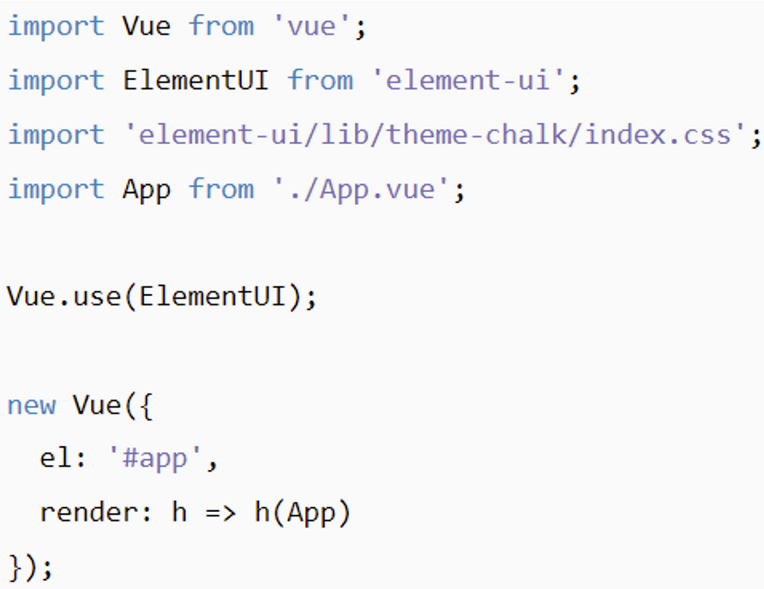 import Vue from 'vue';
import ElementUI from 'element-ui';
import 'element-ui/lib/theme-chalk/index.css';
import App from './App.vue';

Vue.use(ElementUI);

new Vue({
  el: '#app',
  render: h => h(App)
});